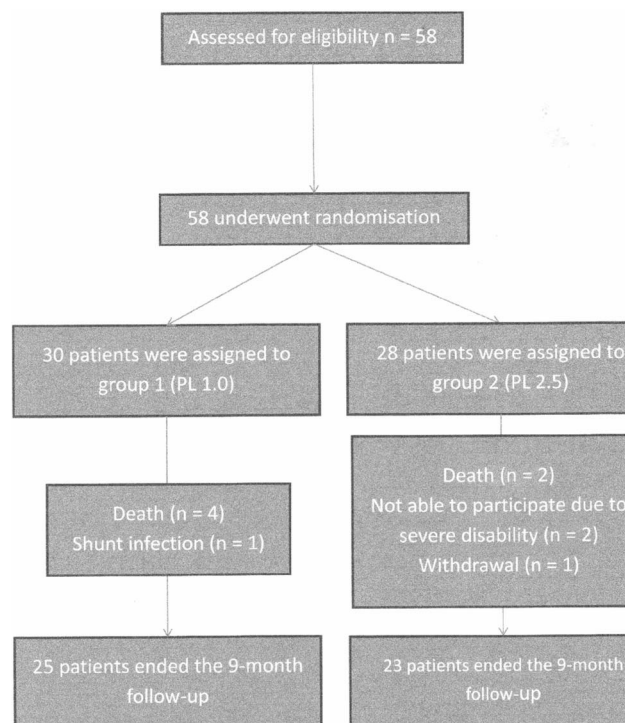 Assessed for eligibility n = 58
58 underwent randomisation
30 patients were assigned to
group 1 (PL 1.0)
28 patients were assigned to
group 2 (PL 2.5)
Death (n = 4)
Shunt infection (n = 1)
Death (n = 2)
Not able to participate due to
severe disability (n = 2)
Withdrawal (n = 1)
25 patients ended the 9-month
follow-up
23 patients ended the 9-month
follow-up